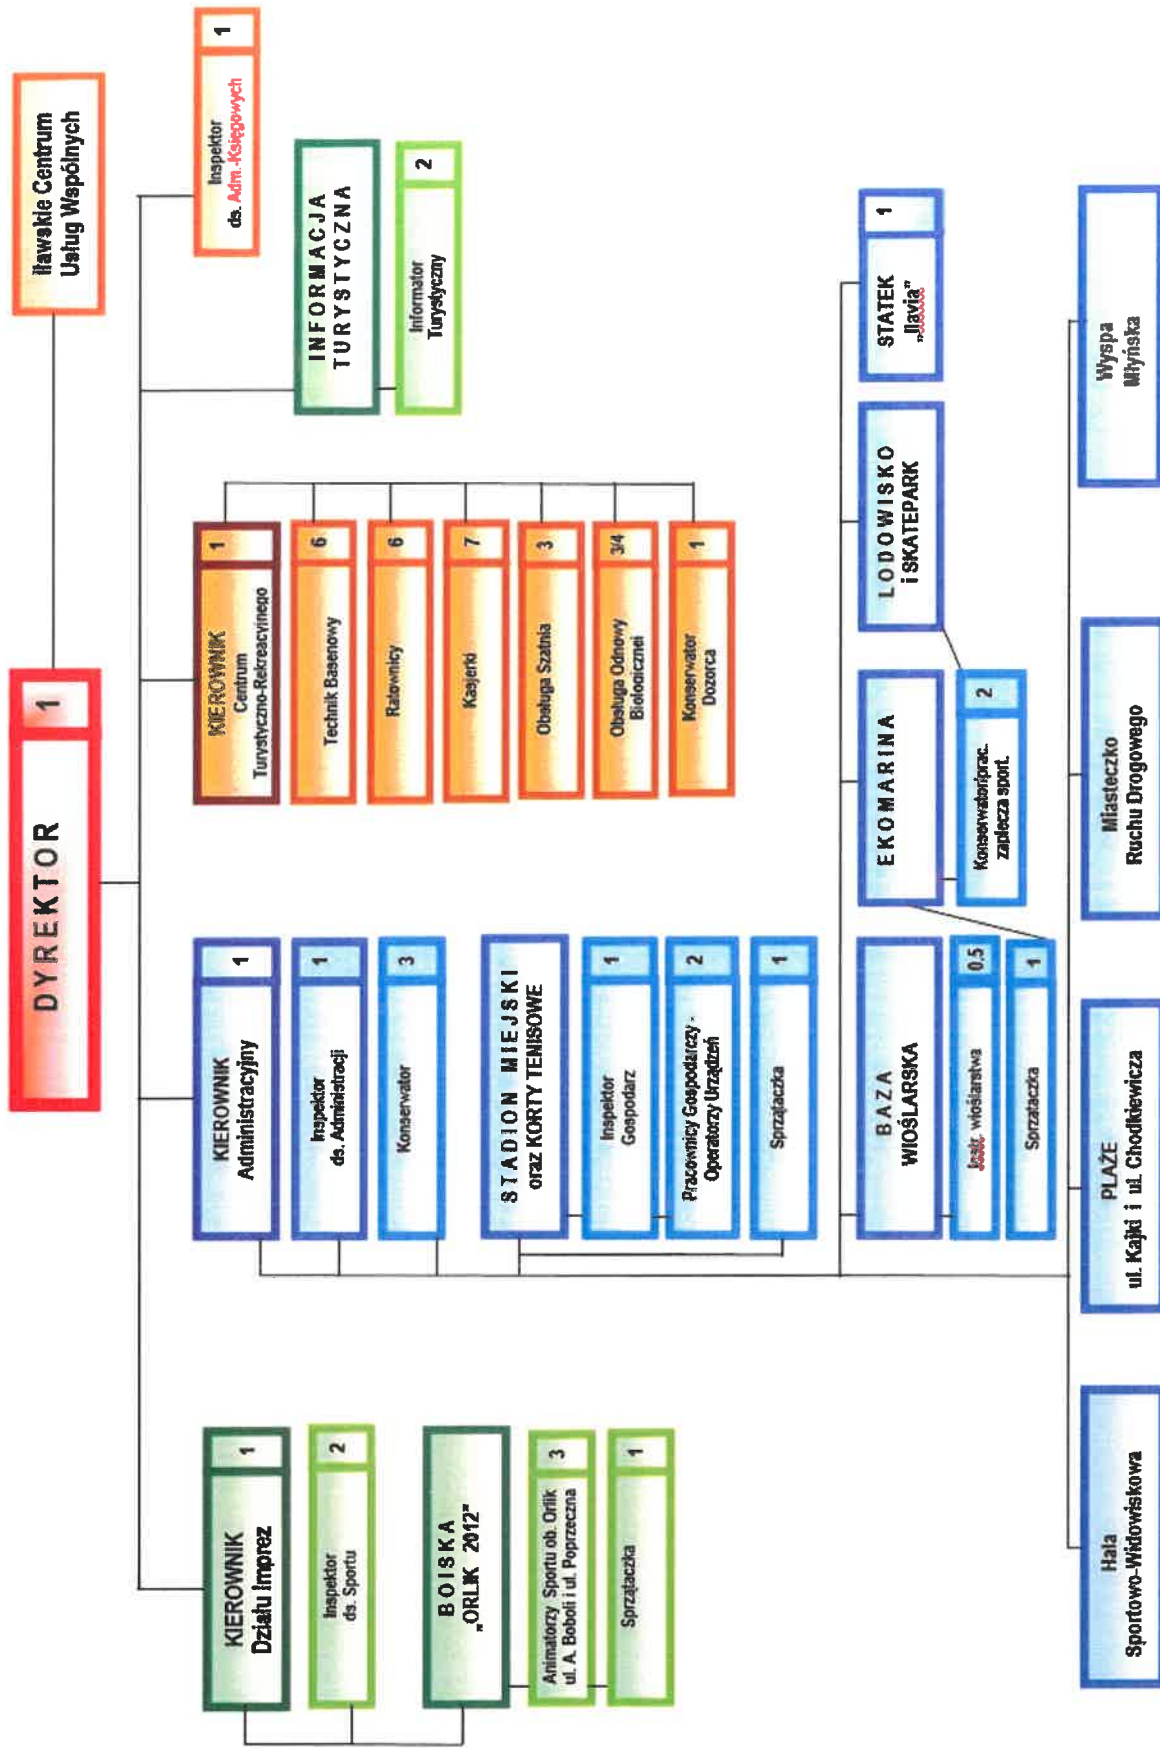 DYREKTOR
1
Iławskie Centrum
Usług Wspólnych
KIEROWNIK
Działu Imprez
1
Inspektor
ds. Sportu
2
BOISKA
„ORLIK 2012”
Animatorzy Sportu ob. Orlik
ul. A. Boboli i ul. Poprzeczna
3
Sprzątaczka
1
KIEROWNIK
Administracyjny
1
Inspektor
ds. Administracji
1
Konserwator
3
STADION MIEJSKI
oraz KORTY TENISOWE
Inspektor
Gospodarz
1
Pracownicy Gospodarczy -
Operatorzy Urządzeń
2
Sprzątaczka
1
KIEROWNIK
Centrum
Turystyczno-Rekreacyjnego
1
Technik Basenowy
6
Ratownicy
6
Kasjerki
7
Obsługa Szatnia
3
Obsługa Odnowy
Biologicznej
3/4
Konserwator
Dozorca
1
INFORMACJA
TURYSTYCZNA
Informator
Turystyczny
2
Inspektor
ds. Adm.-Księgowych
1
BAZA
WIOŚLARSKA
Instr. wioślarstwa
0.5
Sprzątaczka
1
EKOMARINA
Konserwator/prac.
zaplecza sport.
2
LODOWISKO
i SKATEPARK
STATEK
„Ilavia”
1
Hala
Sportowo-Widowiskowa
PLAŻE
ul. Kajki i ul. Chodkiewicza
Miasteczko
Ruchu Drogowego
Wyspa
Młyńska